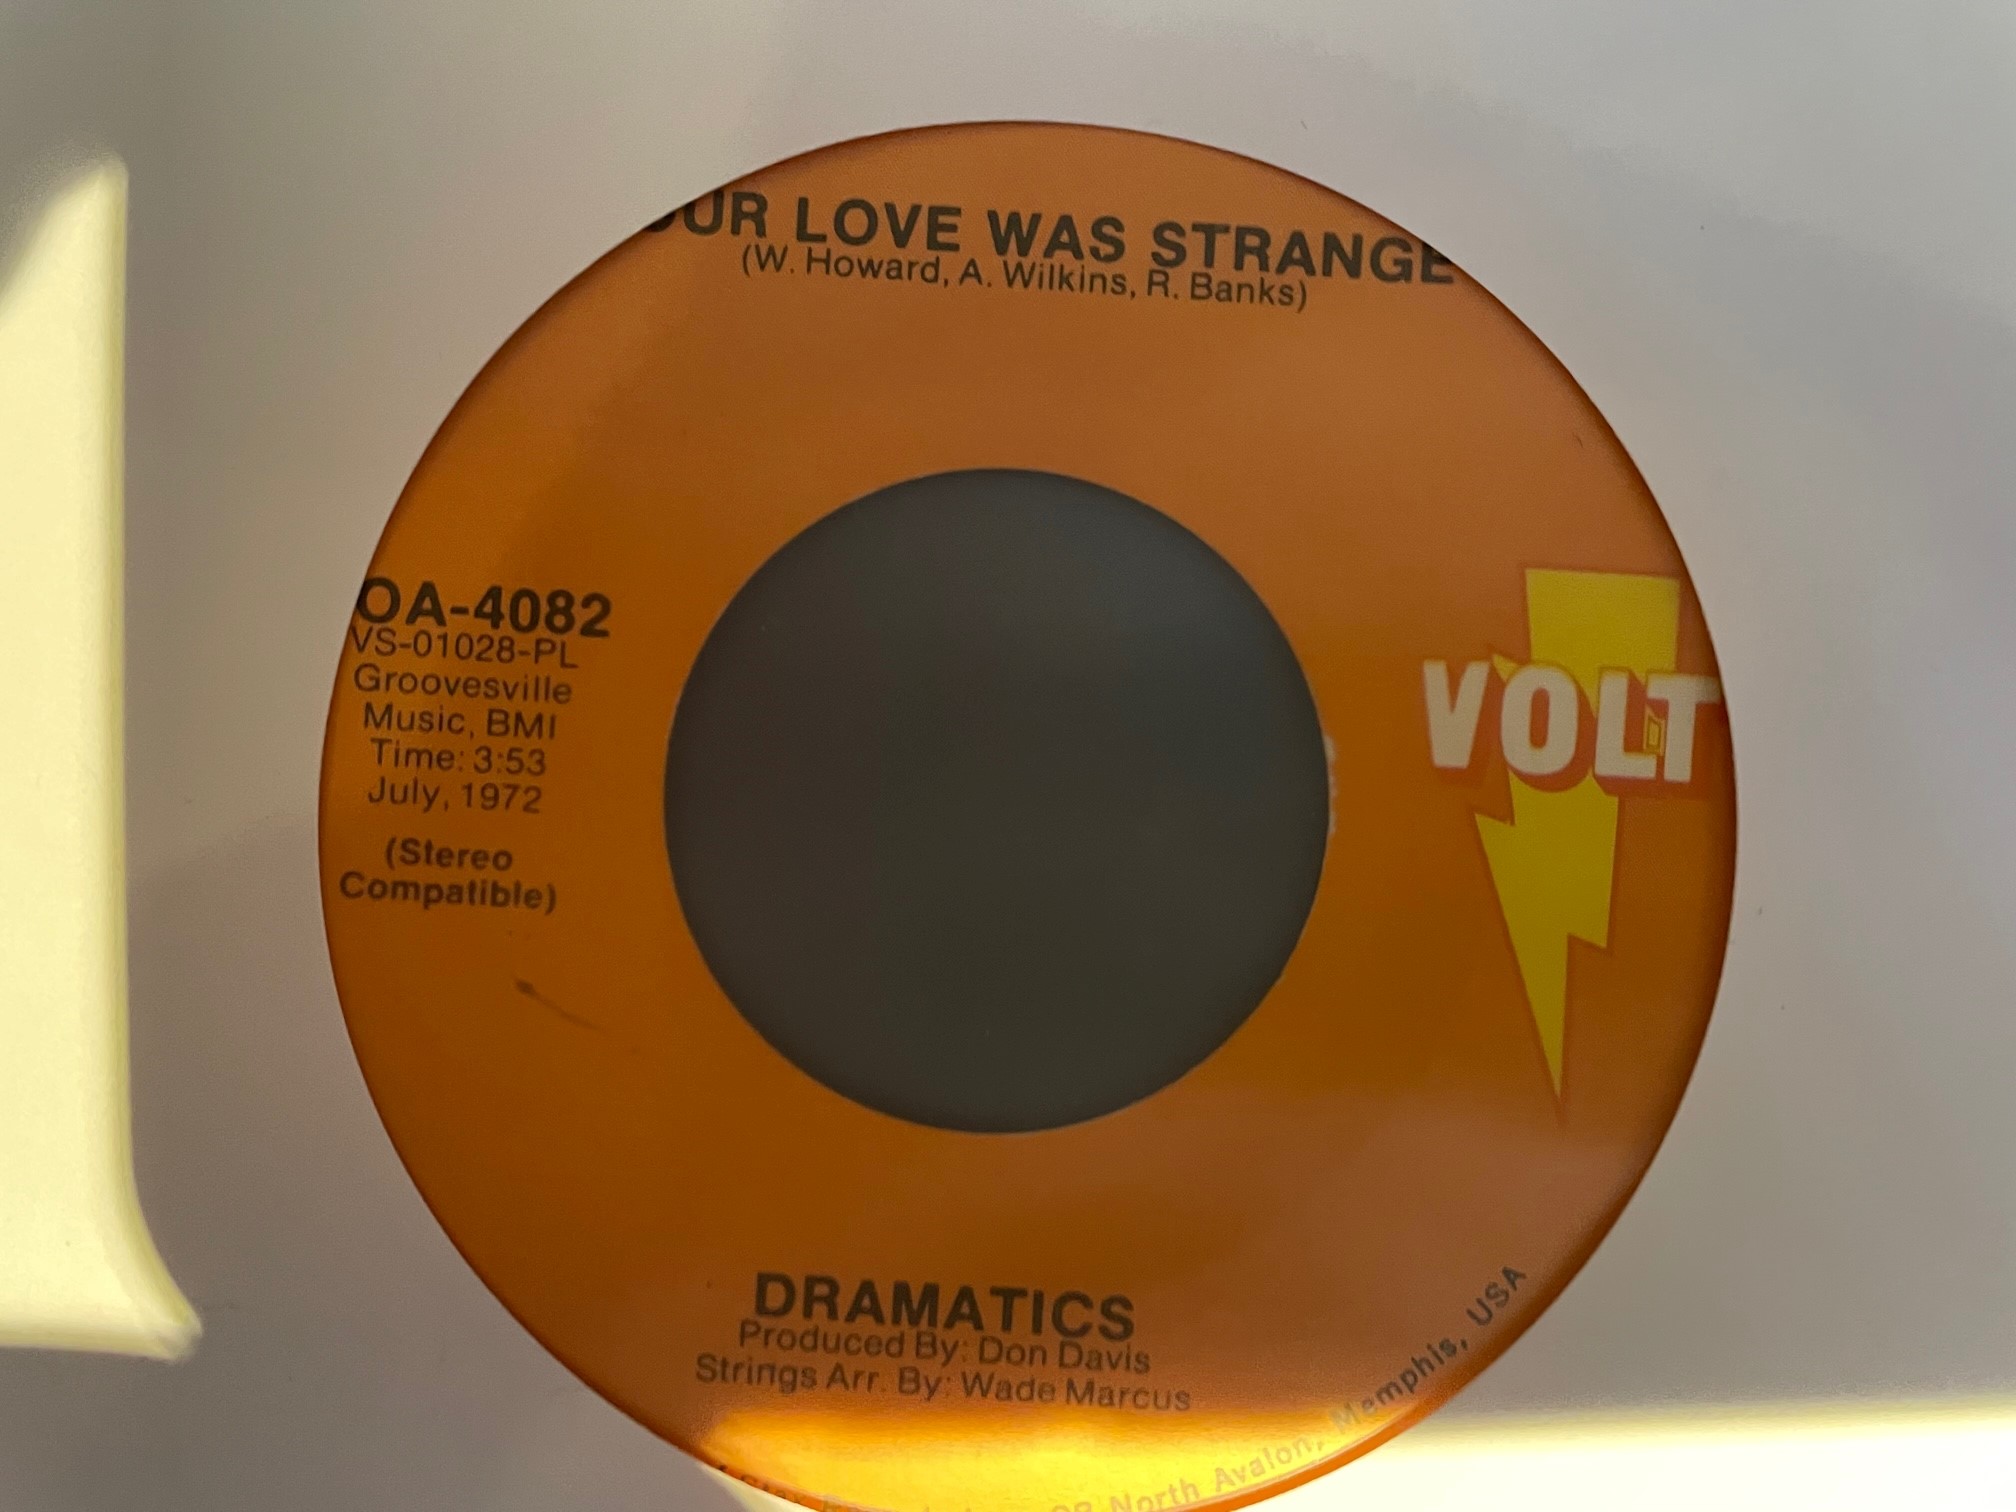 OUR LOVE WAS STRANGE
(W. Howard, A. Wilkins, R. Banks)
OA-4082
VS-01028-PL
Groovesville
Music, BMI
Time: 3:53
July, 1972
(Stereo
Compatible)
VOLT
DRAMATICS
Produced By: Don Davis
Strings Arr. By: Wade Marcus
98 North Avalon, Memphis, USA